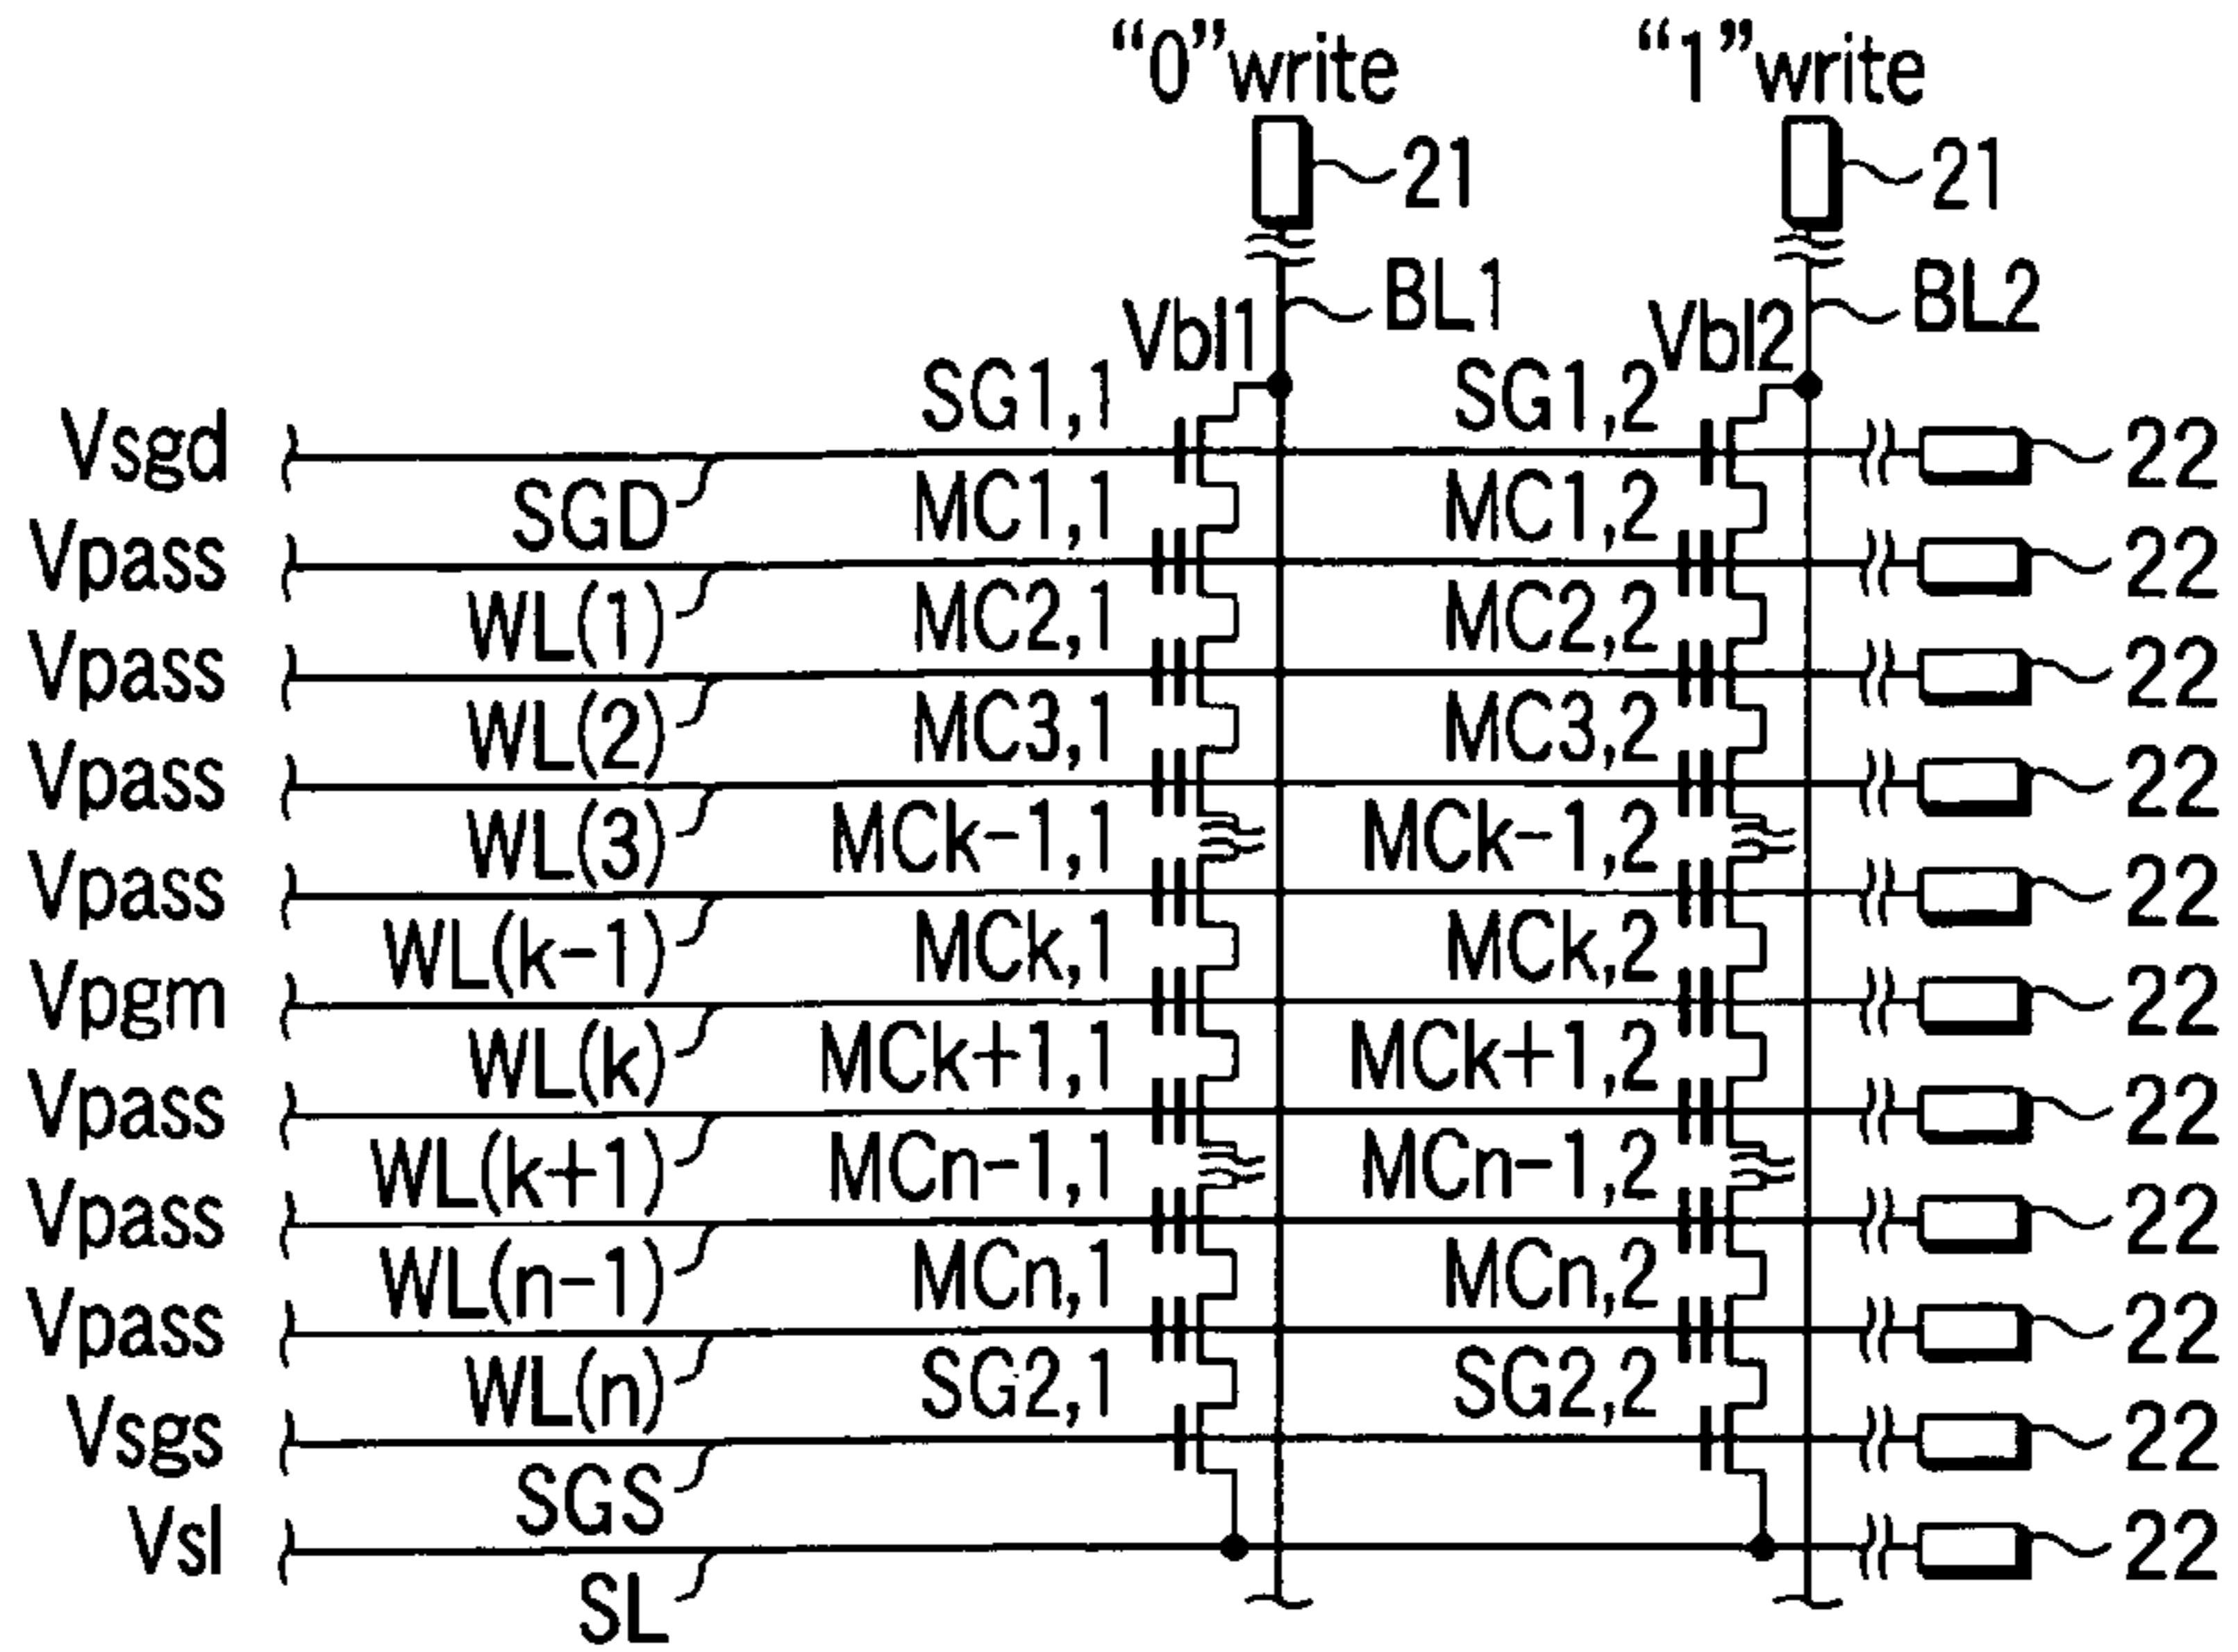 “0”write “1”write
21 21
BL1 BL2
Vbl1 Vbl2
SG1,1 SG1,2
Vsgd 22
SGD MC1,1 MC1,2
Vpass 22
WL(1) MC2,1 MC2,2
Vpass 22
WL(2) MC3,1 MC3,2
Vpass 22
WL(3) MCk-1,1 MCk-1,2
Vpass 22
WL(k-1) MCk,1 MCk,2
Vpgm 22
WL(k) MCk+1,1 MCk+1,2
Vpass 22
WL(k+1) MCn-1,1 MCn-1,2
Vpass 22
WL(n-1) MCn,1 MCn,2
Vpass 22
WL(n) SG2,1 SG2,2
Vsgs 22
SGS
Vsl 22
SL